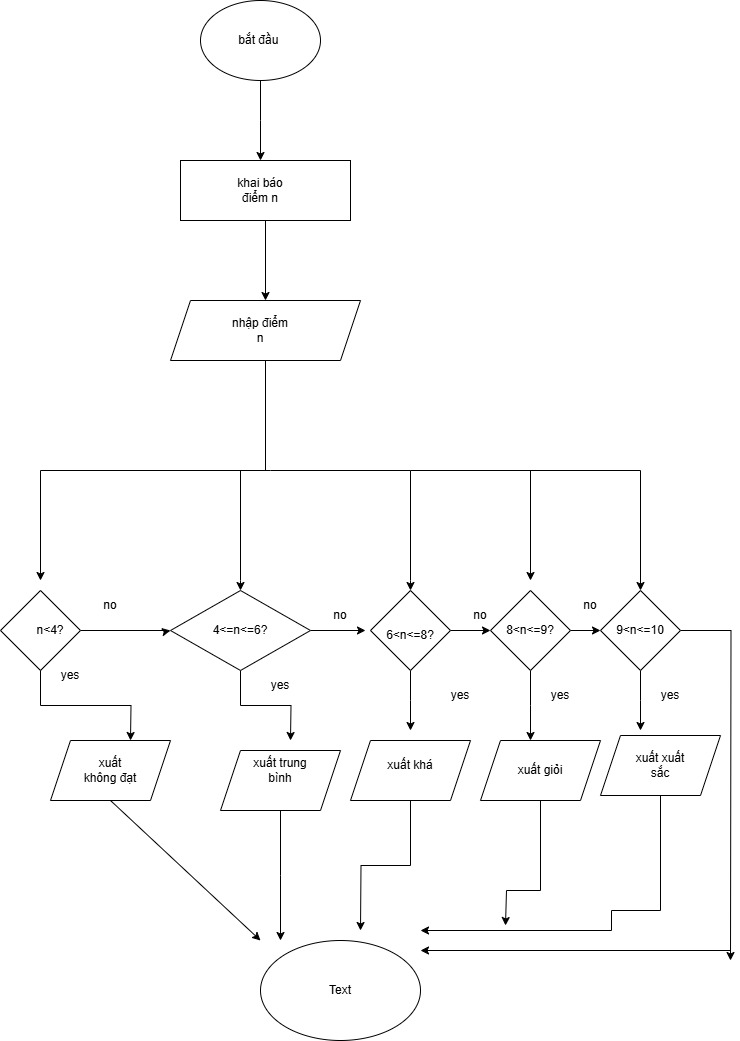 bắt đầu
khai báo
điểm n
nhập điểm
n
no
no
no
no
n<4?
4<=n<=6?
6<n<=8?
8<n<=9?
9<n<=10
yes
yes
yes
yes
yes
xuất
không đạt
xuất trung
bình
xuất khá
xuất giỏi
xuất xuất
sắc
Text